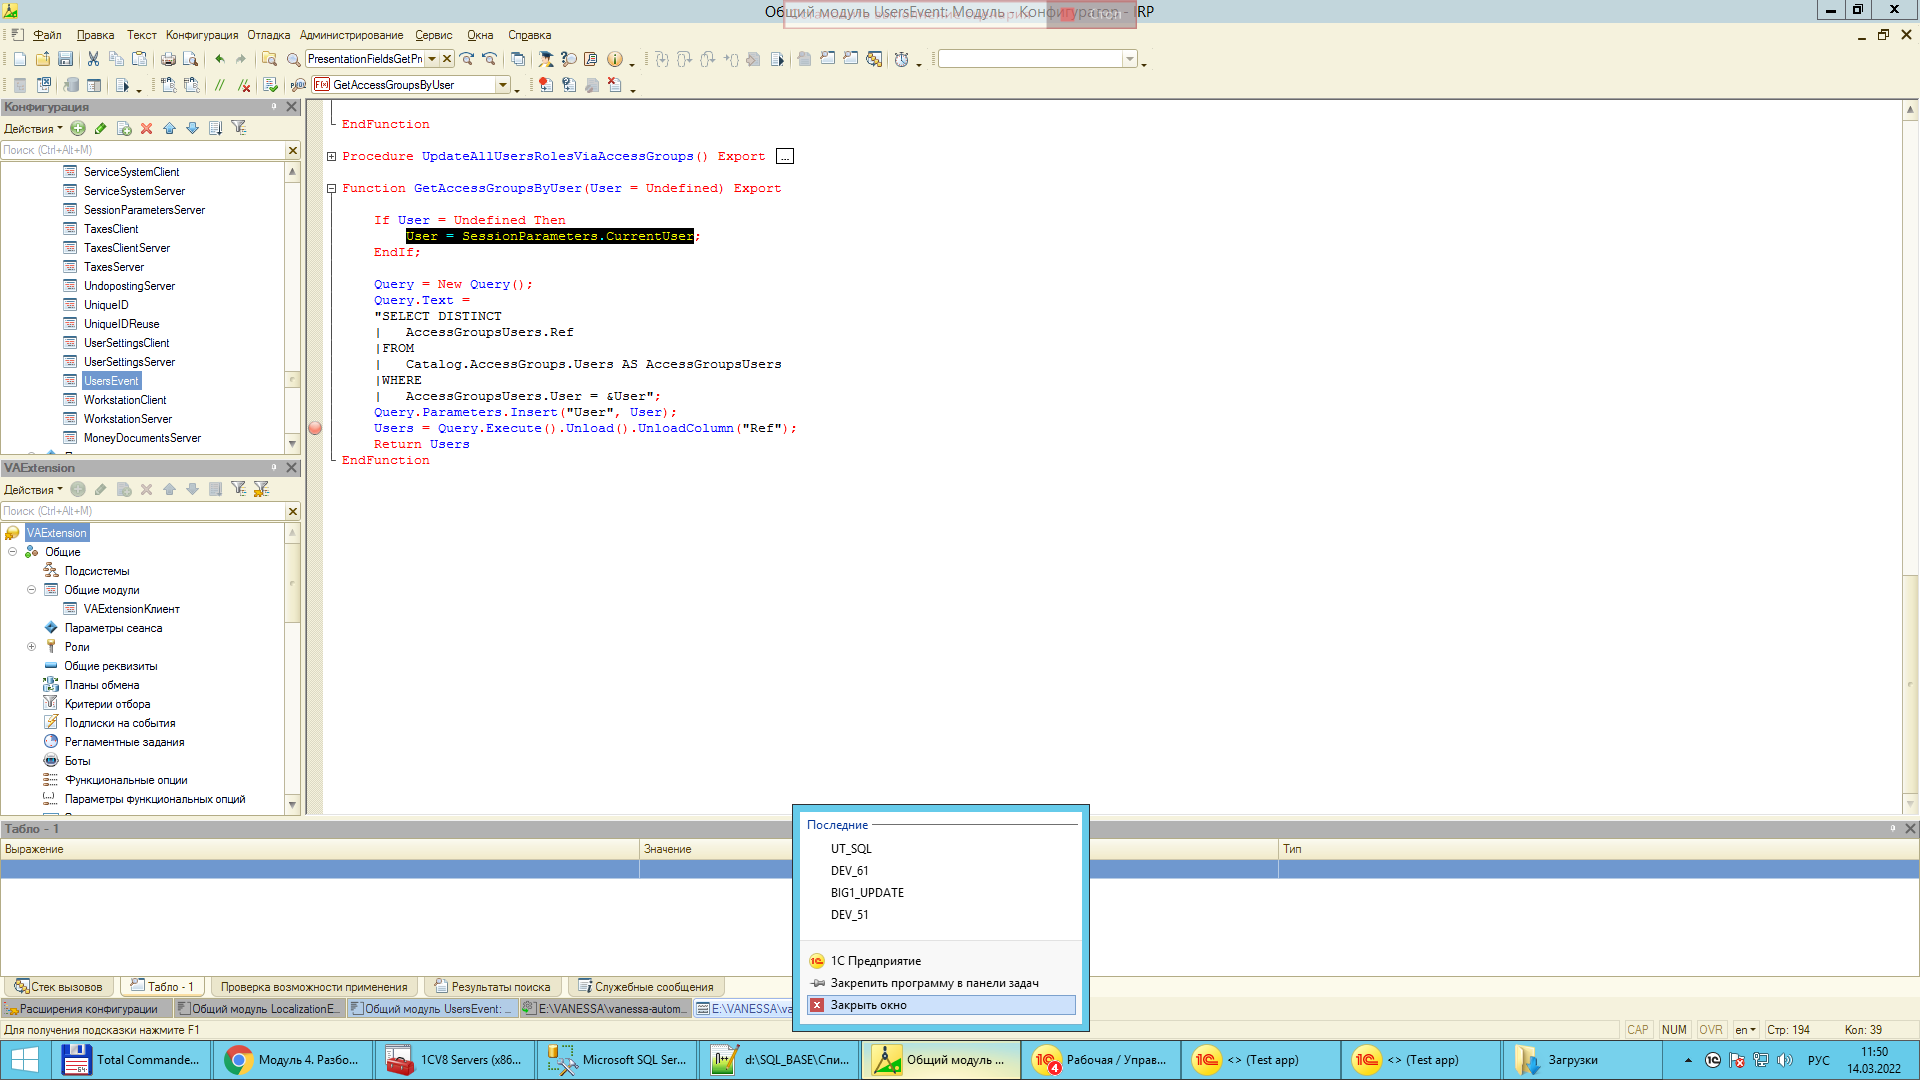 Общий модуль UsersEvent: Модуль - Конфигуратор - IRP
Стоп
Файл Правка Текст Конфигурация Отладка Администрирование Сервис Окна Справка
PresentationFieldsGetPr
GetAccessGroupsByUser
Конфигурация
Действия
Поиск (Ctrl+Alt+M)
ServiceSystemClient
ServiceSystemServer
SessionParametersServer
TaxesClient
TaxesClientServer
TaxesServer
UndopostingServer
UniqueID
UniqueIDReuse
UserSettingsClient
UserSettingsServer
UsersEvent
WorkstationClient
WorkstationServer
MoneyDocumentsServer
VAExtension
Действия
Поиск (Ctrl+Alt+M)
VAExtension
Общие
Подсистемы
Общие модули
VAExtensionКлиент
Параметры сеанса
Роли
Общие реквизиты
Планы обмена
Критерии отбора
Подписки на события
Регламентные задания
Боты
Функциональные опции
Параметры функциональных опций
EndFunction
Procedure UpdateAllUsersRolesViaAccessGroups() Export ...
Function GetAccessGroupsByUser(User = Undefined) Export
If User = Undefined Then
User = SessionParameters.CurrentUser;
EndIf;
Query = New Query();
Query.Text =
"SELECT DISTINCT
| AccessGroupsUsers.Ref
|FROM
| Catalog.AccessGroups.Users AS AccessGroupsUsers
|WHERE
| AccessGroupsUsers.User = &User";
Query.Parameters.Insert("User", User);
Users = Query.Execute().Unload().UnloadColumn("Ref");
Return Users
EndFunction
Табло - 1
Выражение Значение Тип
Последние
UT_SQL
DEV_61
BIG1_UPDATE
DEV_51
1С Предприятие
Закрепить программу в панели задач
Закрыть окно
Стек вызовов Табло - 1 Проверка возможности применения Результаты поиска Служебные сообщения
Расширения конфигурации Общий модуль LocalizationE... Общий модуль UsersEvent: ... E:\VANESSA\vanessa-autom... E:\VANESSA\va
Для получения подсказки нажмите F1 CAP NUM OVR en Стр: 194 Кол: 39
Total Commande... Модуль 4. Разбо... 1CV8 Servers (x86... Microsoft SQL Ser... d:\SQL_BASE\Спи... Общий модуль ... Рабочая / Управ... <> (Test app) <> (Test app) Загрузки РУС 11:50
14.03.2022